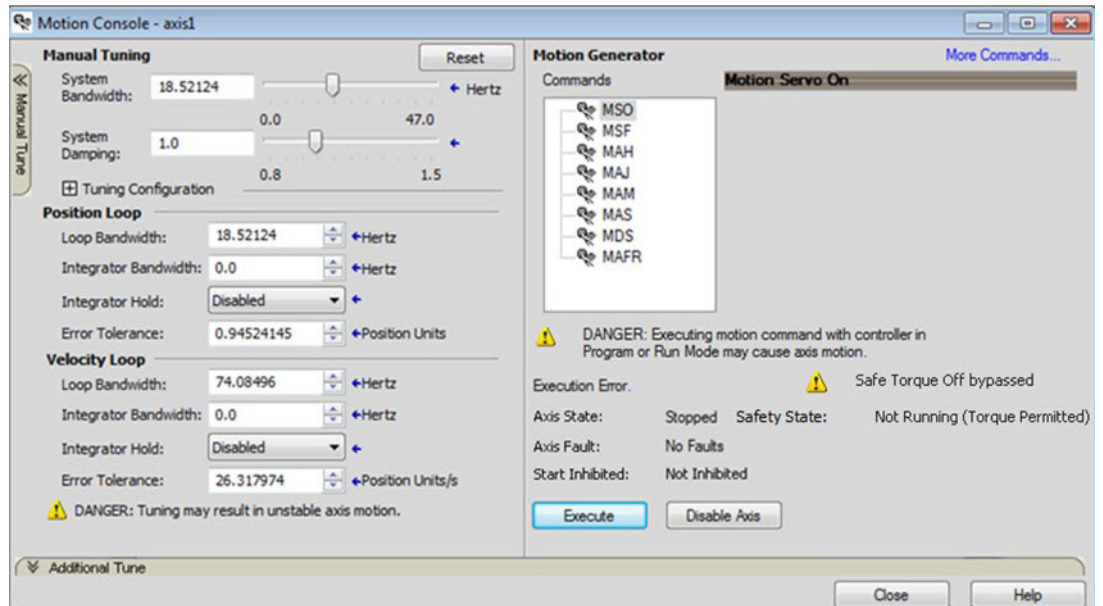 Motion Console - axis1
Manual Tuning
Reset
Manual Tune
System Bandwidth:
18.52124
Hertz
0.0 47.0
System Damping:
1.0
0.8 1.5
Tuning Configuration
Position Loop
Loop Bandwidth: 18.52124 Hertz
Integrator Bandwidth: 0.0 Hertz
Integrator Hold: Disabled
Error Tolerance: 0.94524145 Position Units
Velocity Loop
Loop Bandwidth: 74.08496 Hertz
Integrator Bandwidth: 0.0 Hertz
Integrator Hold: Disabled
Error Tolerance: 26.317974 Position Units/s
DANGER: Tuning may result in unstable axis motion.
Motion Generator
More Commands...
Commands
Motion Servo On
MSO
MSF
MAH
MAJ
MAM
MAS
MDS
MAFR
DANGER: Executing motion command with controller in
Program or Run Mode may cause axis motion.
Execution Error.
Safe Torque Off bypassed
Axis State: Stopped
Safety State: Not Running (Torque Permitted)
Axis Fault: No Faults
Start Inhibited: Not Inhibited
Execute
Disable Axis
Additional Tune
Close
Help